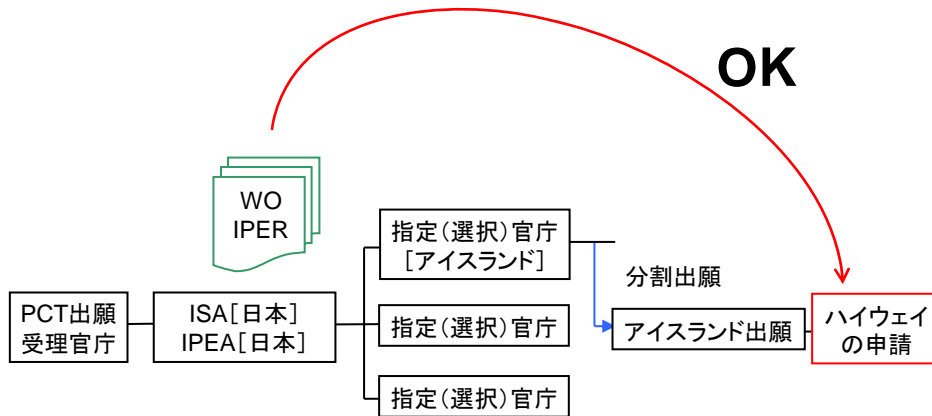 OK
WO
IPER
指定(選択)官庁
[アイスランド]
分割出願
PCT出願
受理官庁
ISA[日本]
IPEA[日本]
指定(選択)官庁
アイスランド出願
ハイウェイ
の申請
指定(選択)官庁